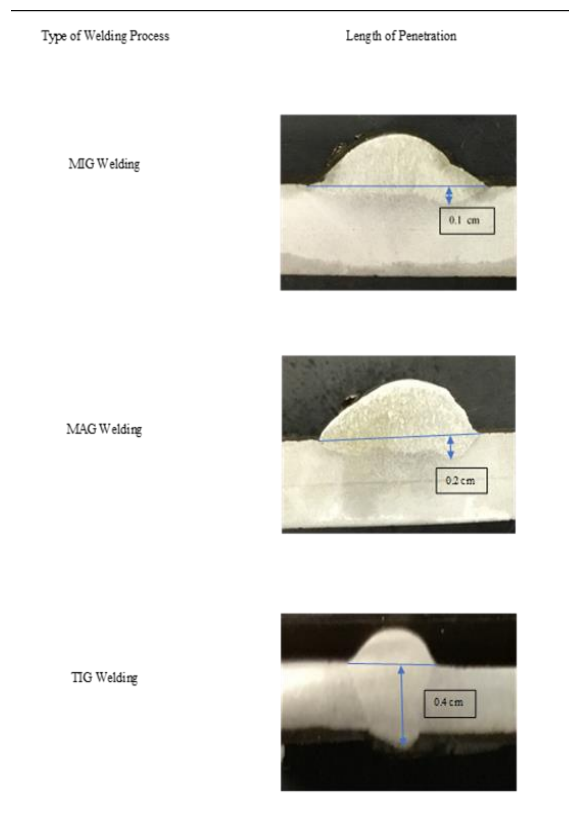 Type of Welding Process Length of Penetration
MIG Welding
0.1 cm
MAG Welding
0.2 cm
TIG Welding
0.4 cm